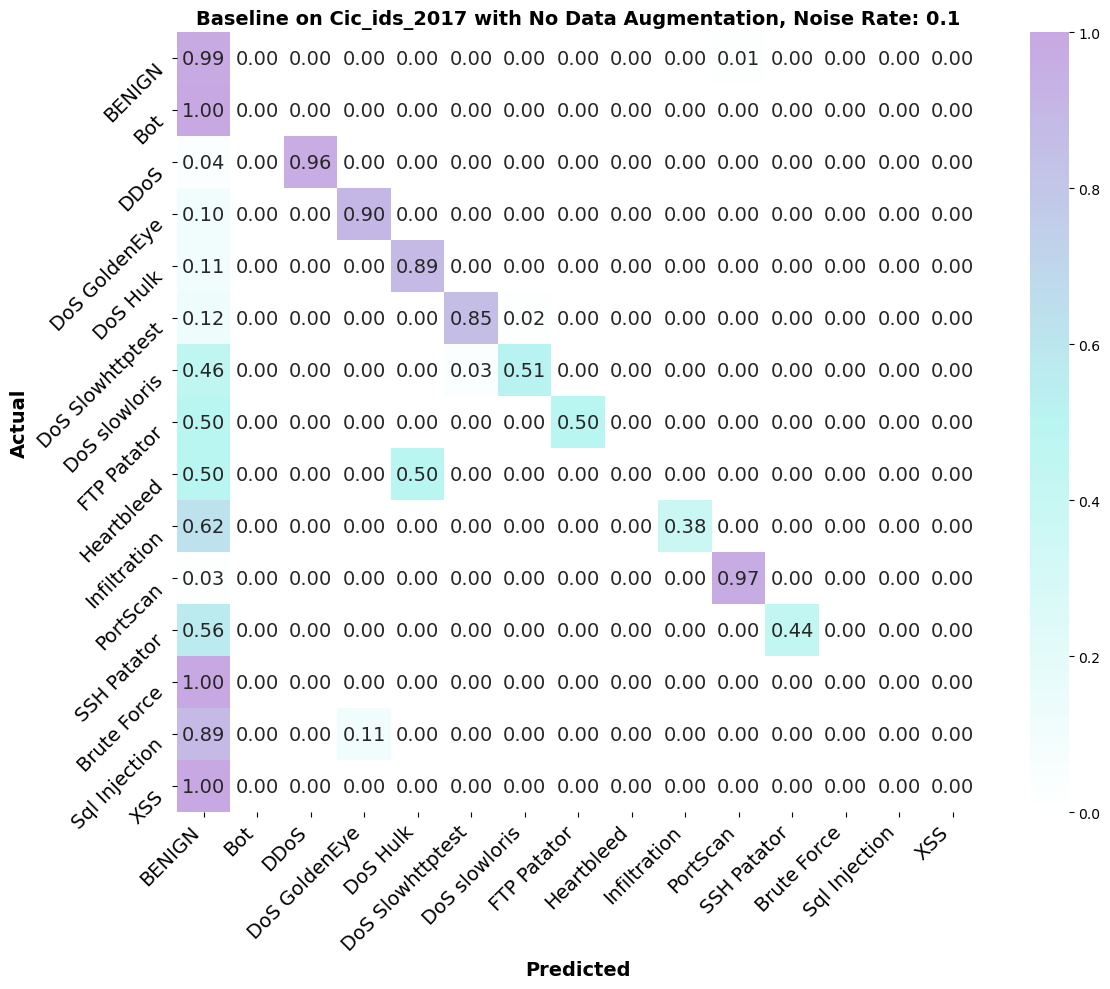 Baseline on Cic_ids_2017 with No Data Augmentation, Noise Rate: 0.1
Actual
BENIGN 0.99 0.00 0.00 0.00 0.00 0.00 0.00 0.00 0.00 0.00 0.01 0.00 0.00 0.00 0.00
Bot 1.00 0.00 0.00 0.00 0.00 0.00 0.00 0.00 0.00 0.00 0.00 0.00 0.00 0.00 0.00
DDoS 0.04 0.00 0.96 0.00 0.00 0.00 0.00 0.00 0.00 0.00 0.00 0.00 0.00 0.00 0.00
DoS GoldenEye 0.10 0.00 0.00 0.90 0.00 0.00 0.00 0.00 0.00 0.00 0.00 0.00 0.00 0.00 0.00
DoS Hulk 0.11 0.00 0.00 0.00 0.89 0.00 0.00 0.00 0.00 0.00 0.00 0.00 0.00 0.00 0.00
DoS Slowhttptest 0.12 0.00 0.00 0.00 0.00 0.85 0.02 0.00 0.00 0.00 0.00 0.00 0.00 0.00 0.00
DoS slowloris 0.46 0.00 0.00 0.00 0.00 0.03 0.51 0.00 0.00 0.00 0.00 0.00 0.00 0.00 0.00
FTP Patator 0.50 0.00 0.00 0.00 0.00 0.00 0.00 0.50 0.00 0.00 0.00 0.00 0.00 0.00 0.00
Heartbleed 0.50 0.00 0.00 0.00 0.50 0.00 0.00 0.00 0.00 0.00 0.00 0.00 0.00 0.00 0.00
Infiltration 0.62 0.00 0.00 0.00 0.00 0.00 0.00 0.00 0.00 0.38 0.00 0.00 0.00 0.00 0.00
PortScan 0.03 0.00 0.00 0.00 0.00 0.00 0.00 0.00 0.00 0.00 0.97 0.00 0.00 0.00 0.00
SSH Patator 0.56 0.00 0.00 0.00 0.00 0.00 0.00 0.00 0.00 0.00 0.00 0.44 0.00 0.00 0.00
Brute Force 1.00 0.00 0.00 0.00 0.00 0.00 0.00 0.00 0.00 0.00 0.00 0.00 0.00 0.00 0.00
Sql Injection 0.89 0.00 0.00 0.11 0.00 0.00 0.00 0.00 0.00 0.00 0.00 0.00 0.00 0.00 0.00
XSS 1.00 0.00 0.00 0.00 0.00 0.00 0.00 0.00 0.00 0.00 0.00 0.00 0.00 0.00 0.00
BENIGN
Bot
DDoS
DoS GoldenEye
DoS Hulk
DoS Slowhttptest
DoS slowloris
FTP Patator
Heartbleed
Infiltration
PortScan
SSH Patator
Brute Force
Sql Injection
XSS
Predicted
1.0
0.8
0.6
0.4
0.2
0.0